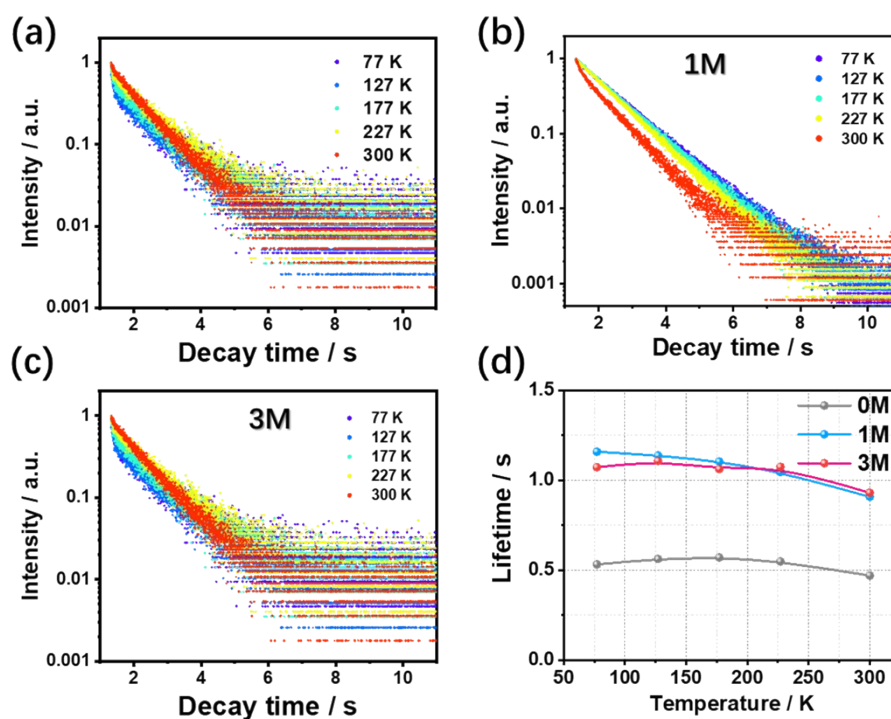 (a)
77 K
127 K
177 K
227 K
300 K
1
0.1
0.01
0.001
Intensity / a.u.
2
4
6
8
10
Decay time / s
(b)
1M
77 K
127 K
177 K
227 K
300 K
1
0.1
0.01
0.001
Intensity / a.u.
2
4
6
8
10
Decay time / s
(c)
3M
77 K
127 K
177 K
227 K
300 K
1
0.1
0.01
0.001
Intensity / a.u.
2
4
6
8
10
Decay time / s
(d)
0M
1M
3M
1.5
1.0
0.5
0.0
Lifetime / s
50
100
150
200
250
300
Temperature / K